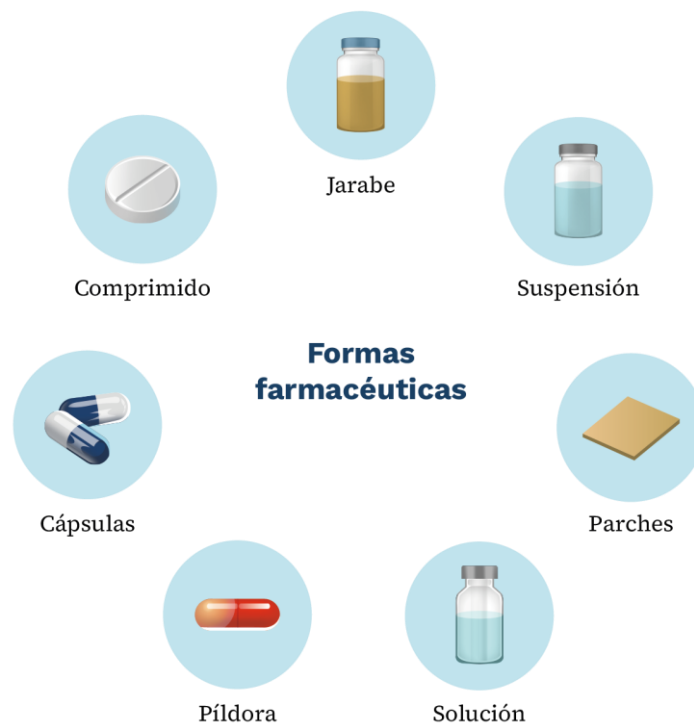 Jarabe
Comprimido
Suspensión
Formas
farmacéuticas
Cápsulas
Parches
Píldora
Solución